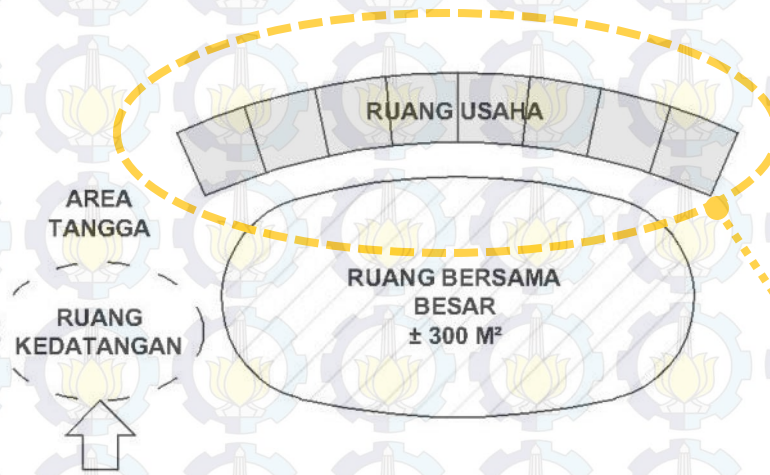 RUANG USAHA
AREA
TANGGA
RUANG BERSAMA
BESAR
± 300 M²
RUANG
KEDATANGAN